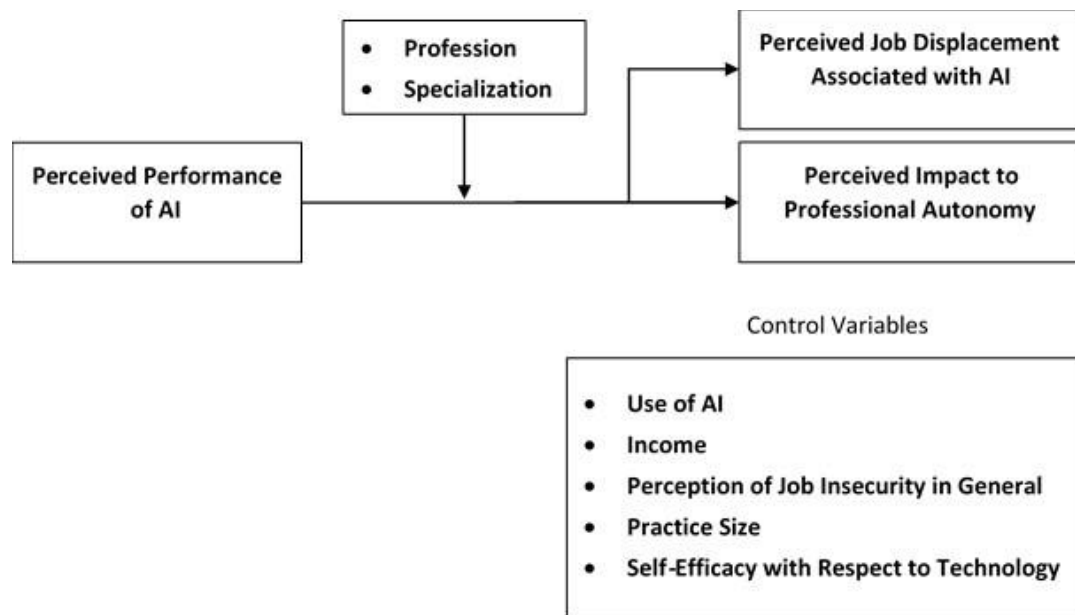 • Profession
• Specialization
Perceived Job Displacement
Associated with AI
Perceived Performance
of AI
Perceived Impact to
Professional Autonomy
Control Variables
• Use of AI
• Income
• Perception of Job Insecurity in General
• Practice Size
• Self-Efficacy with Respect to Technology